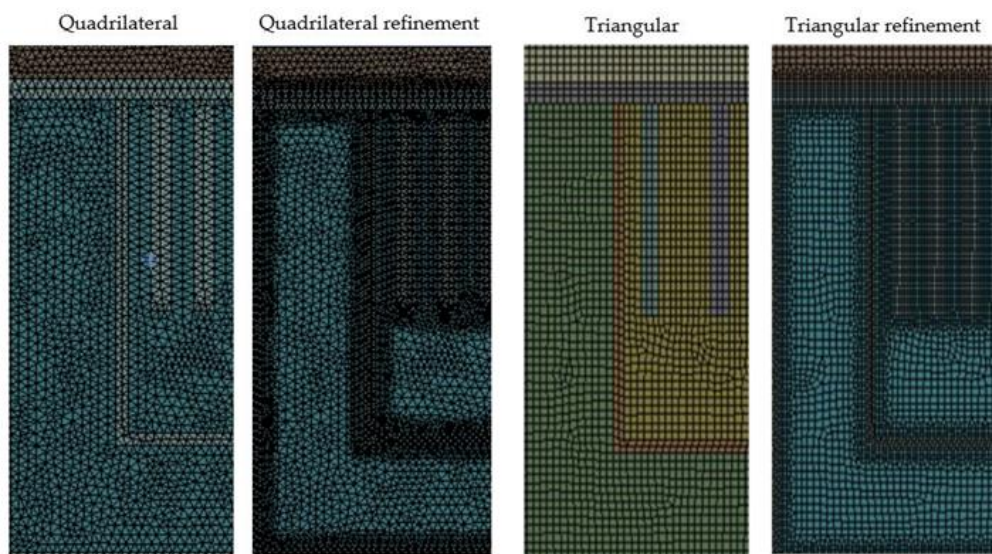 Quadrilateral
Quadrilateral refinement
Triangular
Triangular refinement